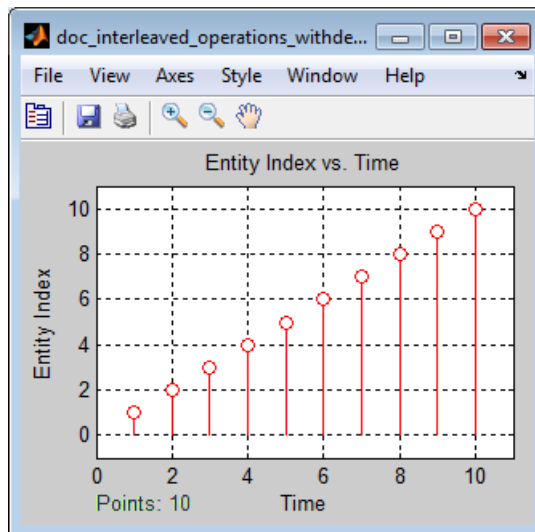 doc_interleaved_operations_withde...
File View Axes Style Window Help
Entity Index vs. Time
10
8
6
4
2
0
Entity Index
0 2 4 6 8 10
Points: 10 Time